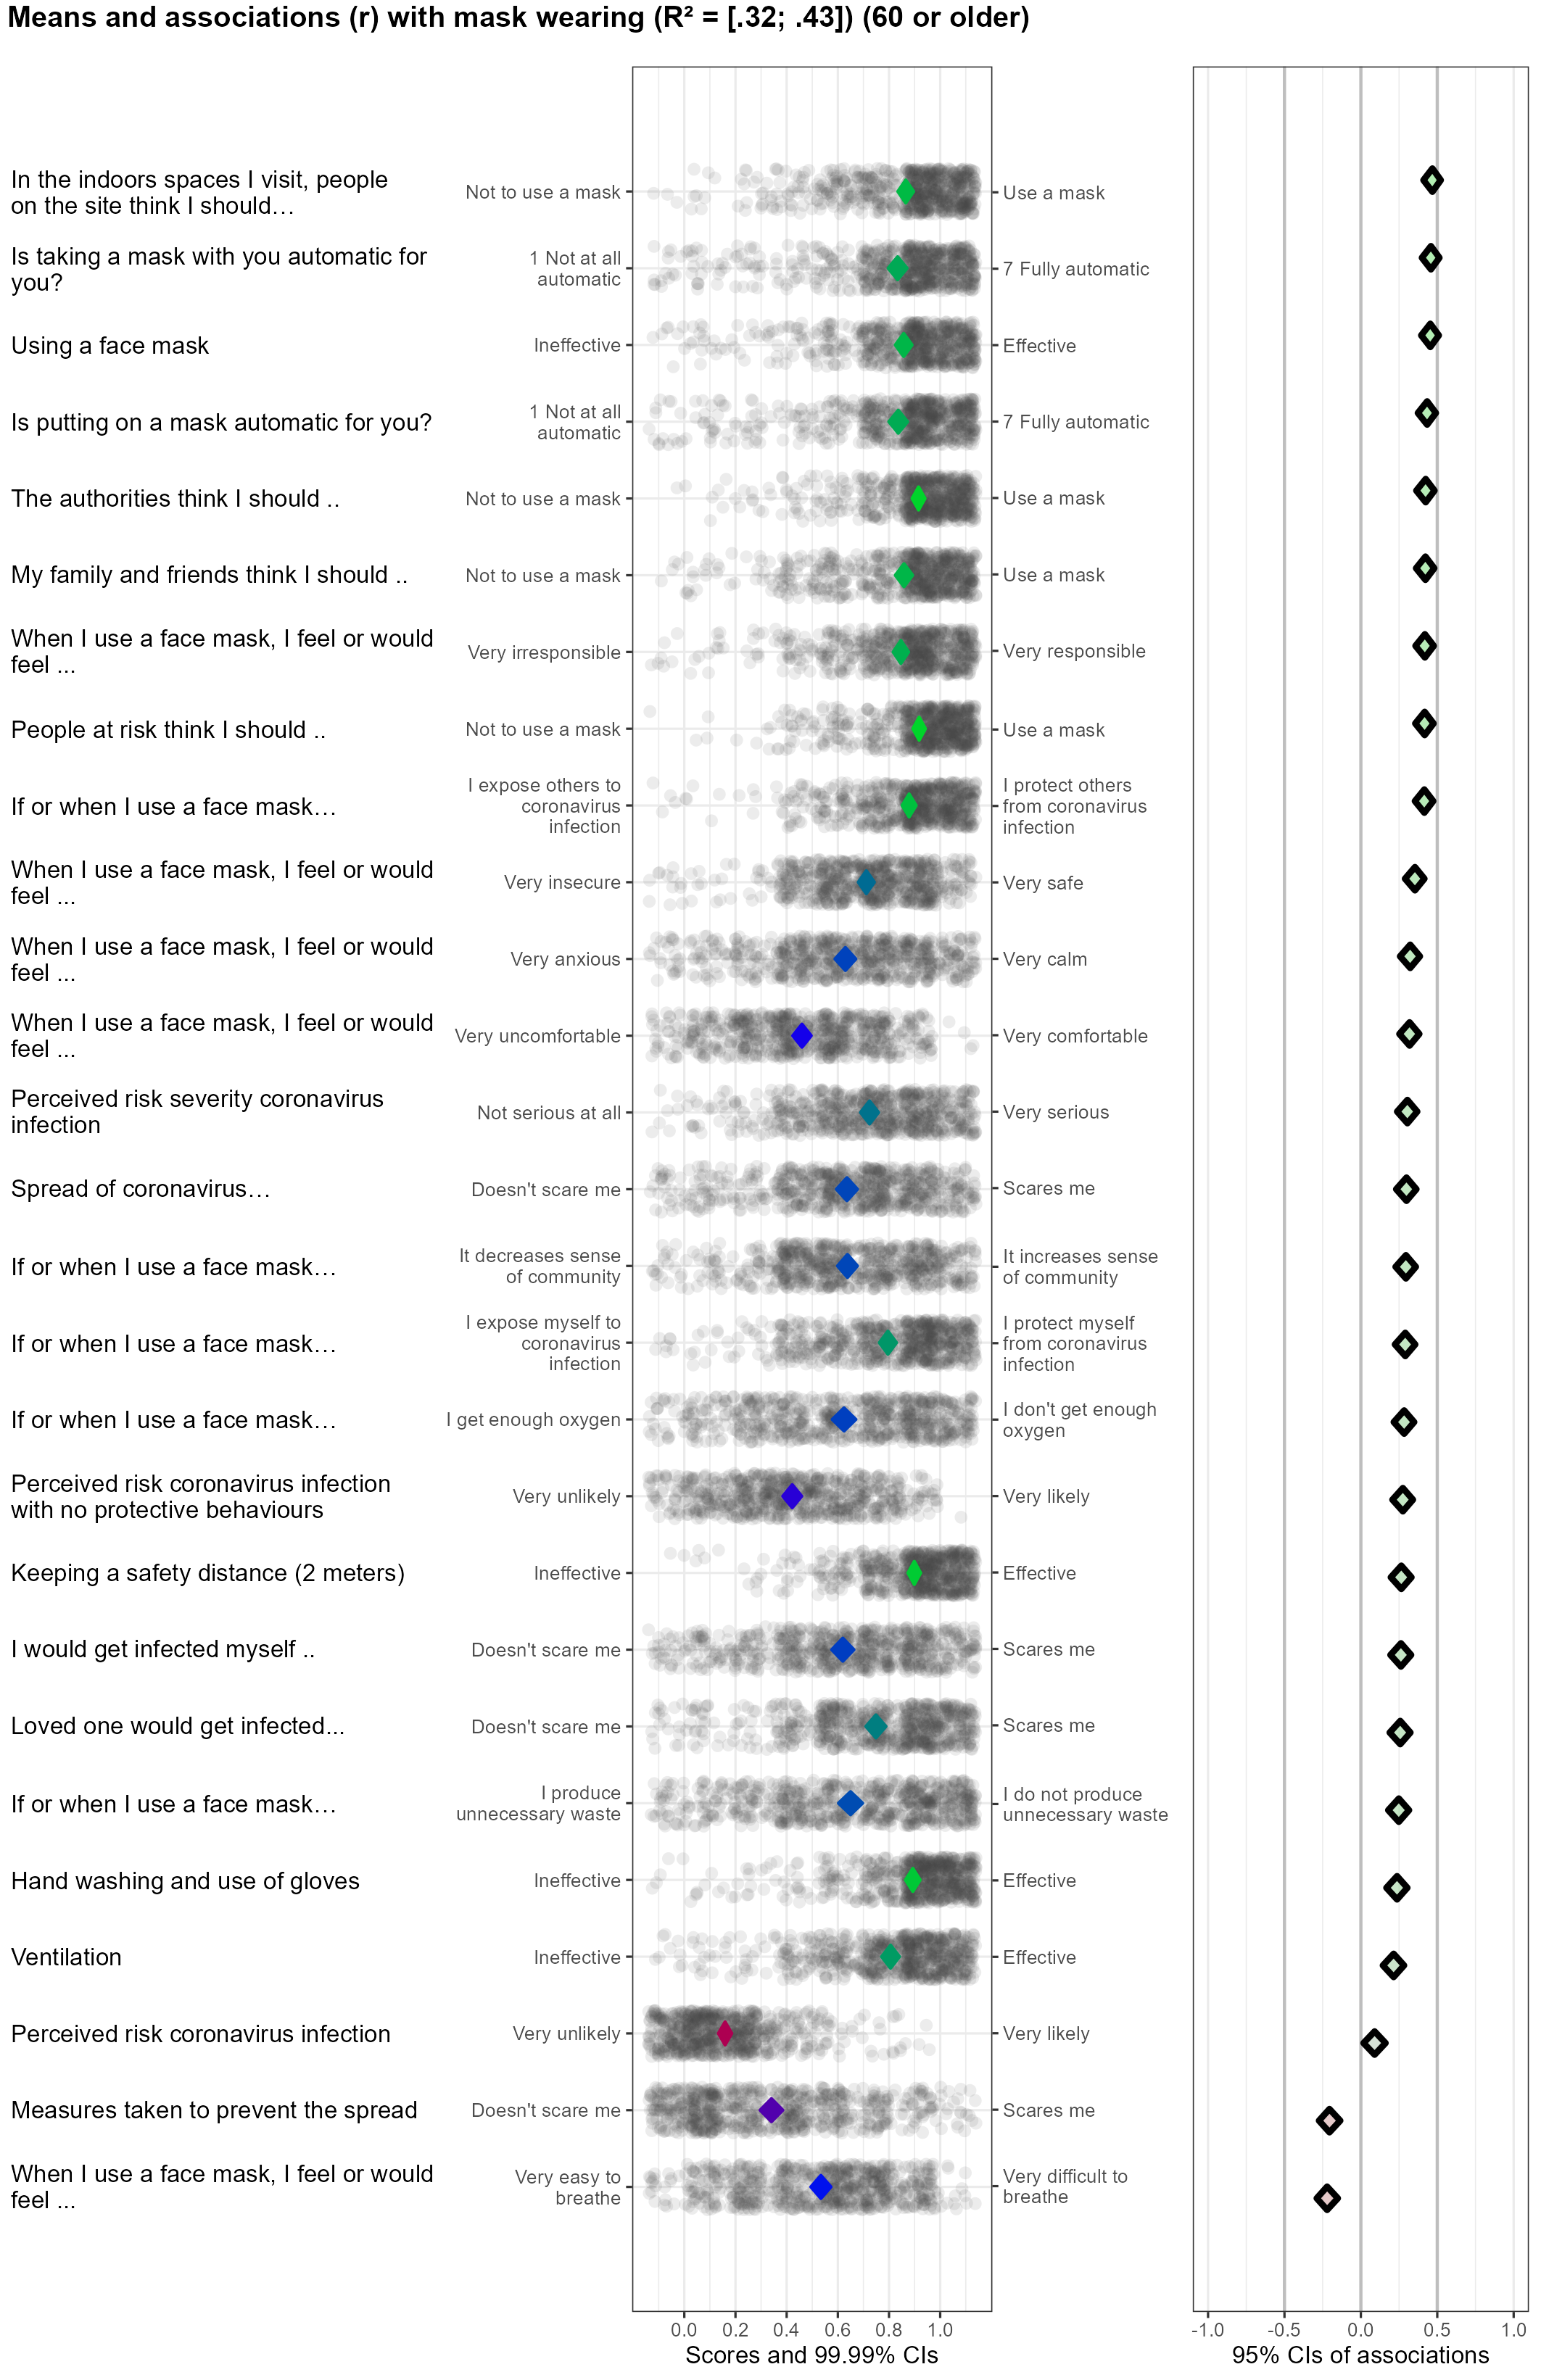 Means and associations (r) with mask wearing (R² = [.32; .43]) (60 or older)
In the indoors spaces I visit, people
on the site think I should…
Not to use a mask
Use a mask
Is taking a mask with you automatic for
you?
1 Not at all
automatic
7 Fully automatic
Using a face mask
Ineffective
Effective
Is putting on a mask automatic for you?
1 Not at all
automatic
7 Fully automatic
The authorities think I should ..
Not to use a mask
Use a mask
My family and friends think I should ..
Not to use a mask
Use a mask
When I use a face mask, I feel or would
feel ...
Very irresponsible
Very responsible
People at risk think I should ..
Not to use a mask
Use a mask
If or when I use a face mask…
I expose others to
coronavirus
infection
I protect others
from coronavirus
infection
When I use a face mask, I feel or would
feel ...
Very insecure
Very safe
When I use a face mask, I feel or would
feel ...
Very anxious
Very calm
When I use a face mask, I feel or would
feel ...
Very uncomfortable
Very comfortable
Perceived risk severity coronavirus
infection
Not serious at all
Very serious
Spread of coronavirus…
Doesn't scare me
Scares me
If or when I use a face mask…
It decreases sense
of community
It increases sense
of community
If or when I use a face mask…
I expose myself to
coronavirus
infection
I protect myself
from coronavirus
infection
If or when I use a face mask…
I get enough oxygen
I don't get enough
oxygen
Perceived risk coronavirus infection
with no protective behaviours
Very unlikely
Very likely
Keeping a safety distance (2 meters)
Ineffective
Effective
I would get infected myself ..
Doesn't scare me
Scares me
Loved one would get infected...
Doesn't scare me
Scares me
If or when I use a face mask…
I produce
unnecessary waste
I do not produce
unnecessary waste
Hand washing and use of gloves
Ineffective
Effective
Ventilation
Ineffective
Effective
Perceived risk coronavirus infection
Very unlikely
Very likely
Measures taken to prevent the spread
Doesn't scare me
Scares me
When I use a face mask, I feel or would
feel ...
Very easy to
breathe
Very difficult to
breathe
0.0 0.2 0.4 0.6 0.8 1.0
Scores and 99.99% CIs
-1.0 -0.5 0.0 0.5 1.0
95% CIs of associations